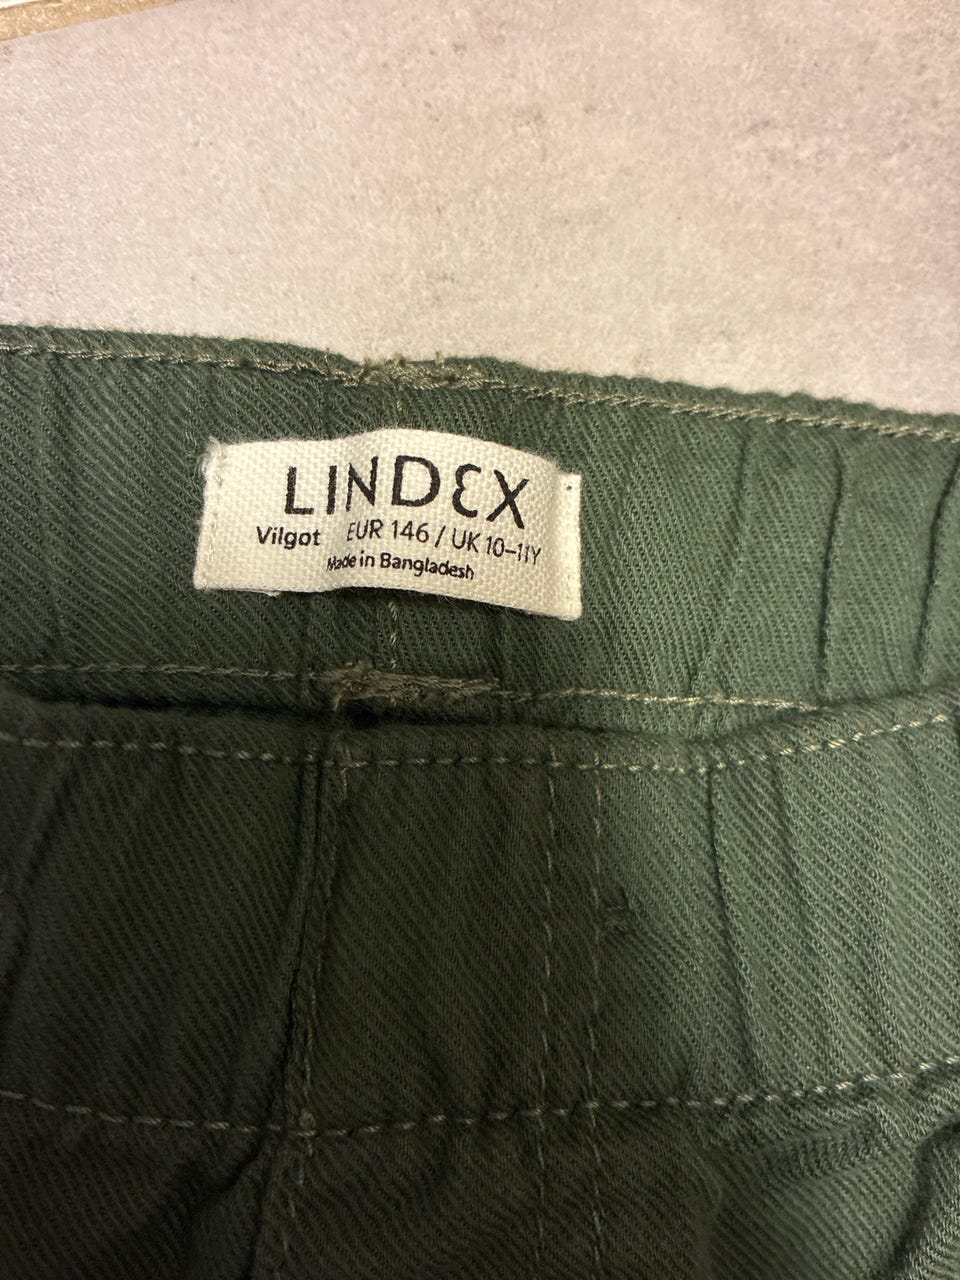 LINDEX
Vilgot EUR 146 / UK 10–11Y
Made in Bangladesh